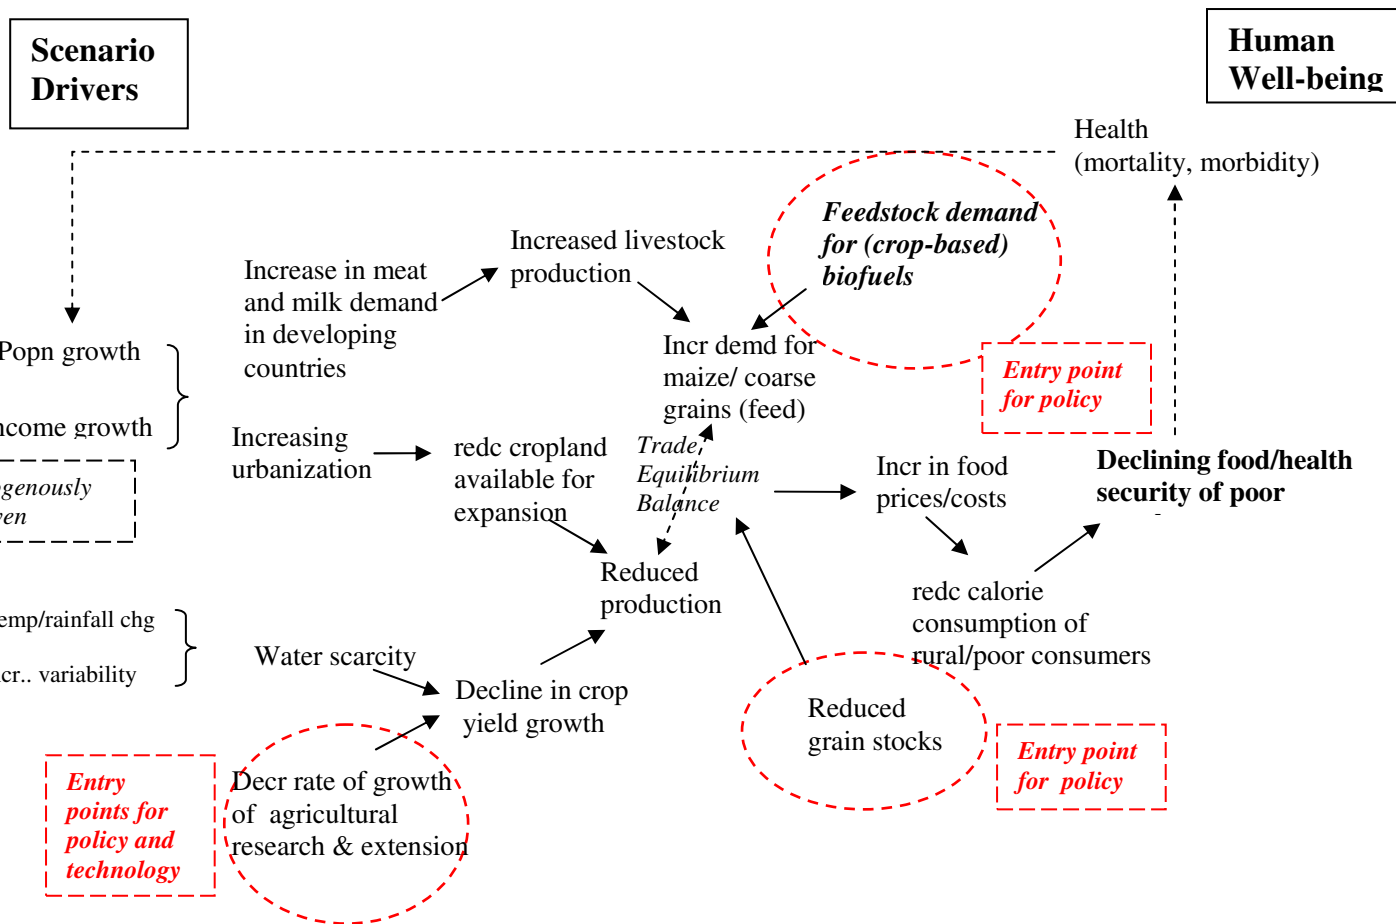 Scenario
Drivers
Human
Well-being
Health
(mortality, morbidity)
Feedstock demand
for (crop-based)
biofuels
Increased livestock
production
Increase in meat
and milk demand
in developing
countries
Popn growth
ncome growth
Incr demd for
maize/ coarse
grains (feed)
Entry point
for policy
Increasing
urbanization
redc cropland
available for
expansion
Trade
Equilibrium
Balance
Incr in food
prices/costs
Declining food/health
security of poor
ogenously
ven
Reduced
production
redc calorie
consumption of
rural/poor consumers
emp/rainfall chg
cr.. variability
Water scarcity
Decline in crop
yield growth
Reduced
grain stocks
Entry point
for policy
Entry
points for
policy and
technology
Decr rate of growth
of agricultural
research & extension